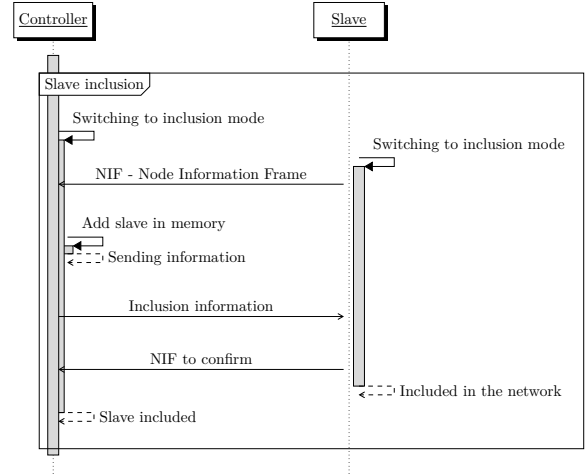 Controller
Slave
Slave inclusion
Switching to inclusion mode
Switching to inclusion mode
NIF - Node Information Frame
Add slave in memory
Sending information
Inclusion information
NIF to confirm
Included in the network
Slave included